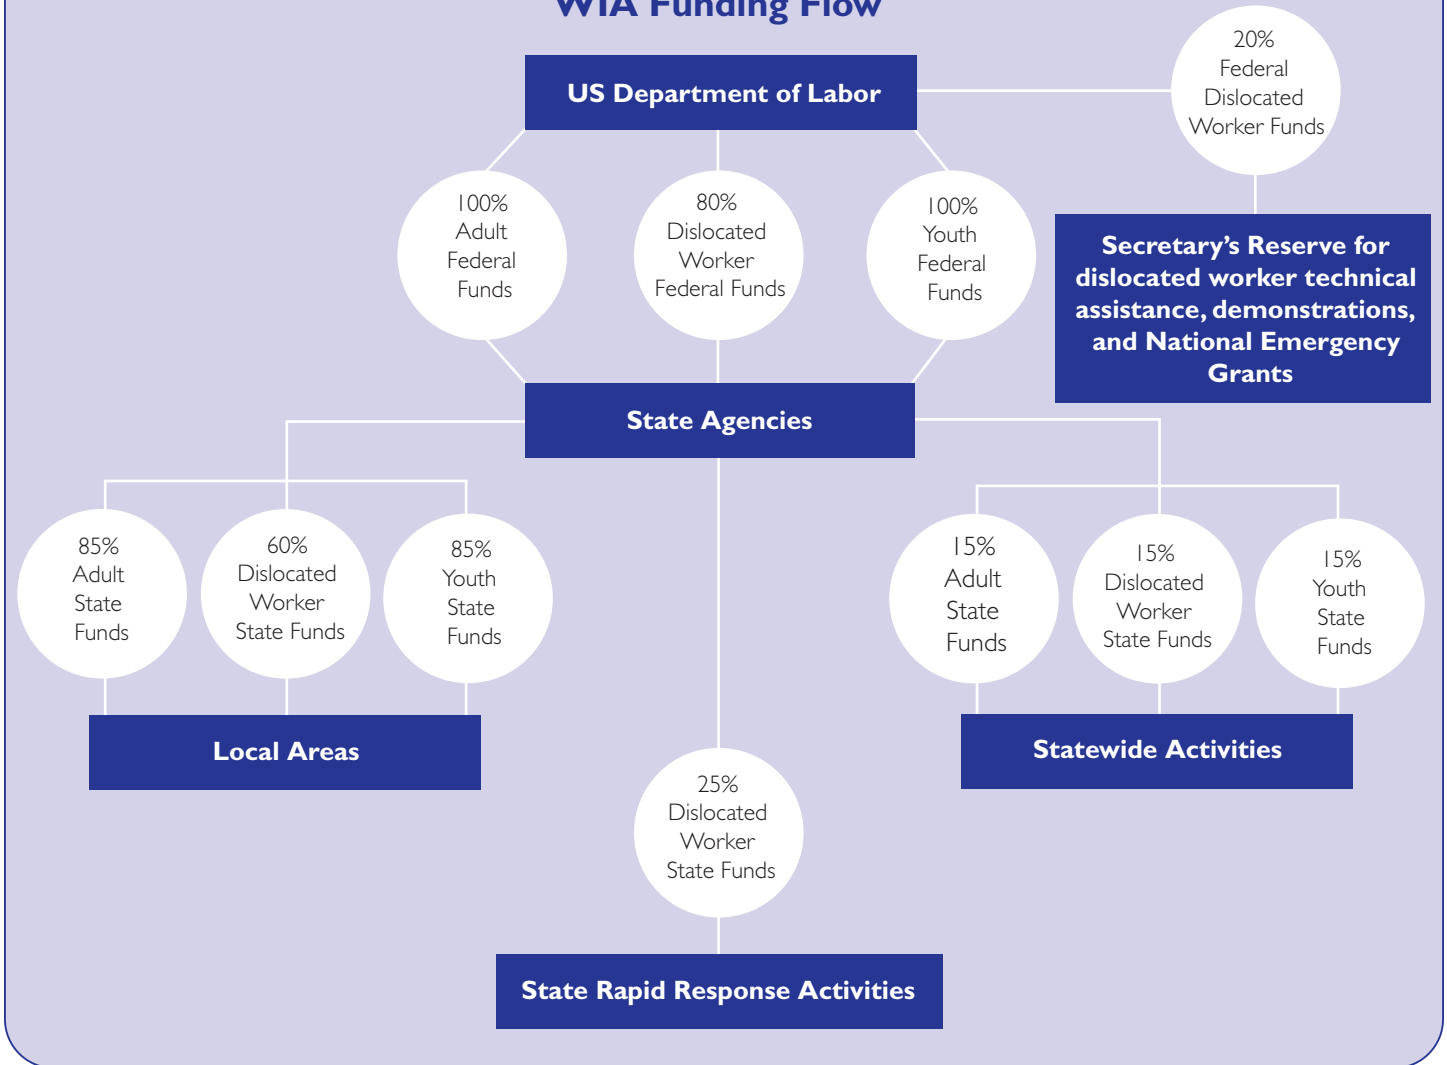 WIA Funding Flow
US Department of Labor
20%
Federal
Dislocated
Worker Funds
100%
Adult
Federal
Funds
80%
Dislocated
Worker
Federal Funds
100%
Youth
Federal
Funds
Secretary’s Reserve for
dislocated worker technical
assistance, demonstrations,
and National Emergency
Grants
State Agencies
85%
Adult
State
Funds
60%
Dislocated
Worker
State Funds
85%
Youth
State
Funds
15%
Adult
State
Funds
15%
Dislocated
Worker
State Funds
15%
Youth
State
Funds
Local Areas
Statewide Activities
25%
Dislocated
Worker
State Funds
State Rapid Response Activities